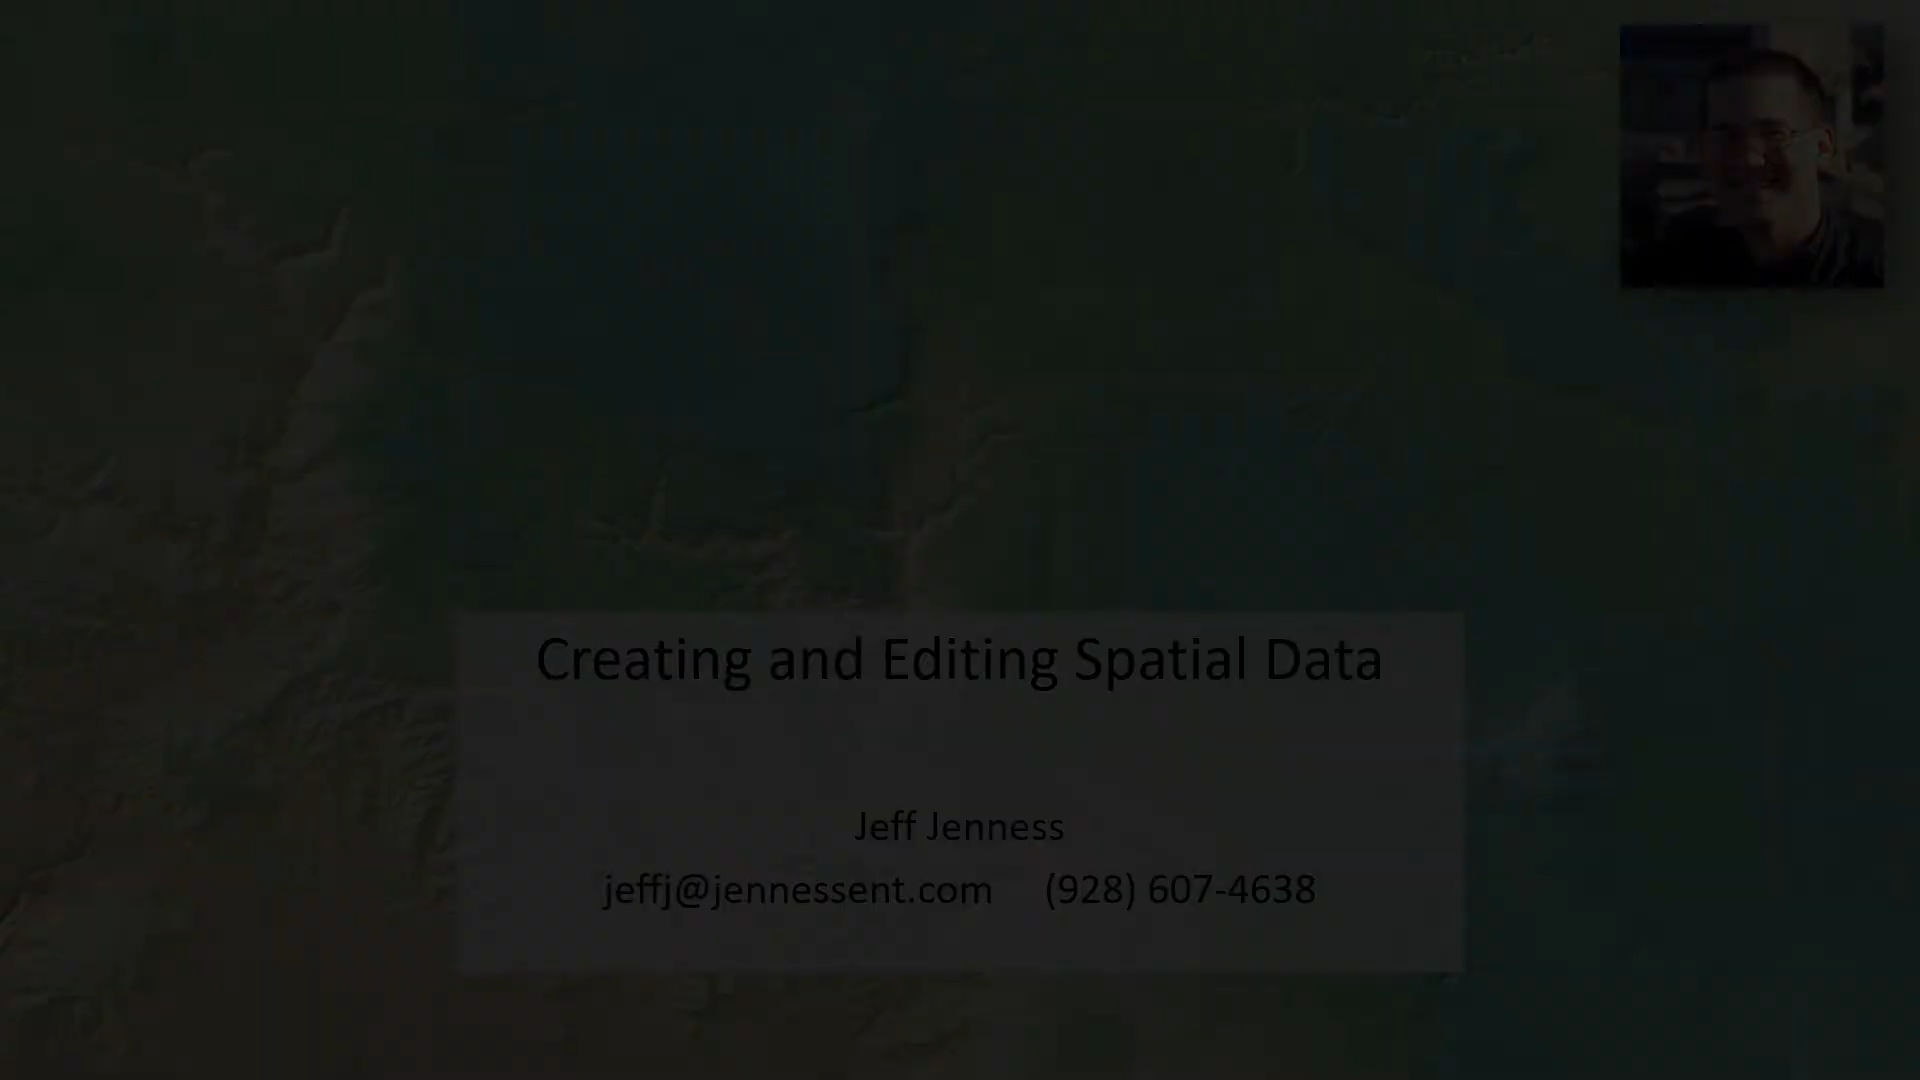 Creating and Editing Spatial Data
Jeff Jenness
jeffj@jennessent.com (928) 607-4638